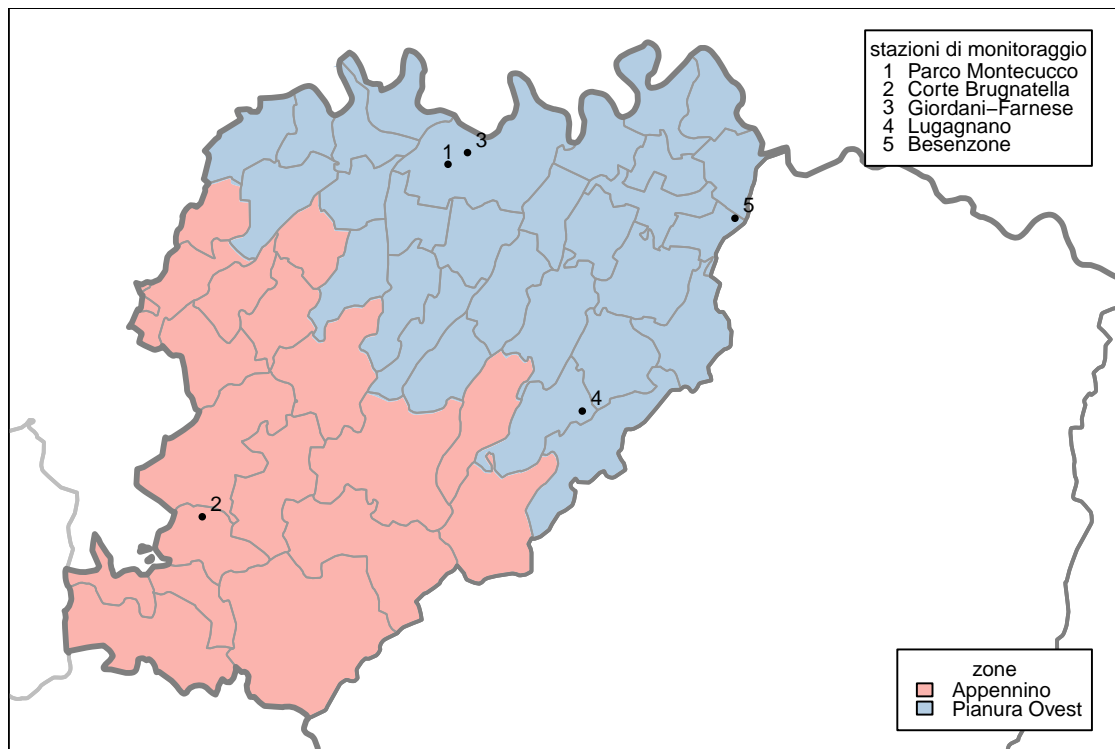 stazioni di monitoraggio
1 Parco Montecucco
2 Corte Brugnatella
3 Giordani−Farnese
4 Lugagnano
5 Besenzone
3
1
5
4
2
zone
Appennino
Pianura Ovest